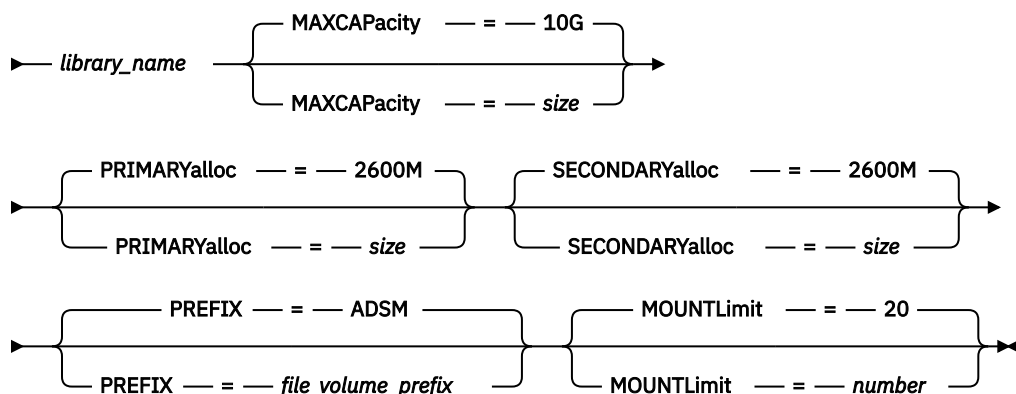 MAXCAPacity = 10G
library_name
MAXCAPacity = size
PRIMARYalloc = 2600M SECONDARYalloc = 2600M
PRIMARYalloc = size SECONDARYalloc = size
PREFIX = ADSM MOUNTLimit = 20
PREFIX = file_volume_prefix MOUNTLimit = number